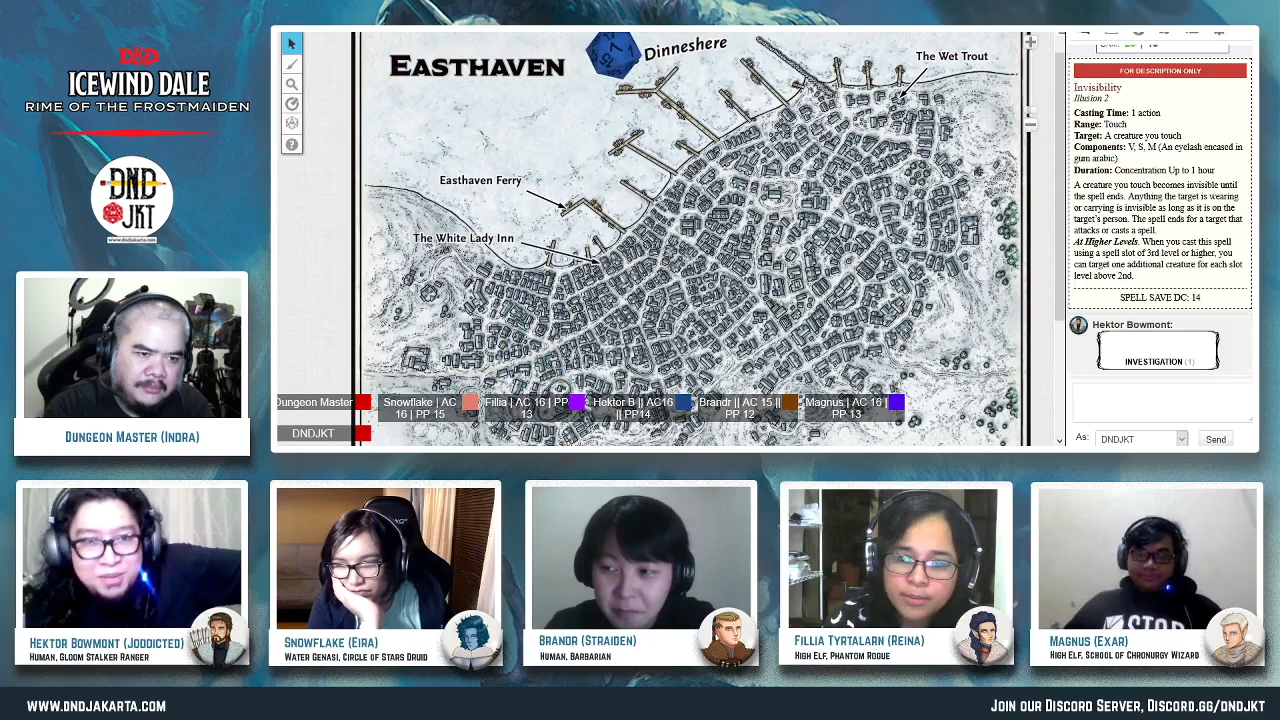 D&D
ICEWIND DALE
RIME OF THE FROSTMAIDEN
DND
JKT
www.dndjakarta.com
DUNGEON MASTER (INDRA)
EASTHAVEN
Dinneshere
The Wet Trout
Easthaven Ferry
The White Lady Inn
Dungeon Master
Snowflake | AC 16 | PP 15
Fillia | AC 16 | PP 13
Hektor B || AC16 || PP14
Brandr || AC 15 || PP 12
Magnus | AC 16 | PP 13
DNDJKT
FOR DESCRIPTION ONLY
Invisibility
Illusion 2
Casting Time: 1 action
Range: Touch
Target: A creature you touch
Components: V, S, M (An eyelash encased in
gum arabic)
Duration: Concentration Up to 1 hour
A creature you touch becomes invisible until
the spell ends. Anything the target is wearing
or carrying is invisible as long as it is on the
target's person. The spell ends for a target that
attacks or casts a spell.
At Higher Levels. When you cast this spell
using a spell slot of 3rd level or higher, you
can target one additional creature for each slot
level above 2nd.
SPELL SAVE DC: 14
Hektor Bowmont:
INVESTIGATION (1)
As: DNDJKT Send
HEKTOR BOWMONT (JODDICTED)
HUMAN, GLOOM STALKER RANGER
SNOWFLAKE (EIRA)
WATER GENASI, CIRCLE OF STARS DRUID
BRANDR (STRAIDEN)
HUMAN, BARBARIAN
FILLIA TYRTALARN (REINA)
HIGH ELF, PHANTOM ROGUE
MAGNUS (EXAR)
HIGH ELF, SCHOOL OF CHRONURGY WIZARD
WWW.DNDJAKARTA.COM
JOIN OUR DISCORD SERVER, DISCORD.GG/DNDJKT